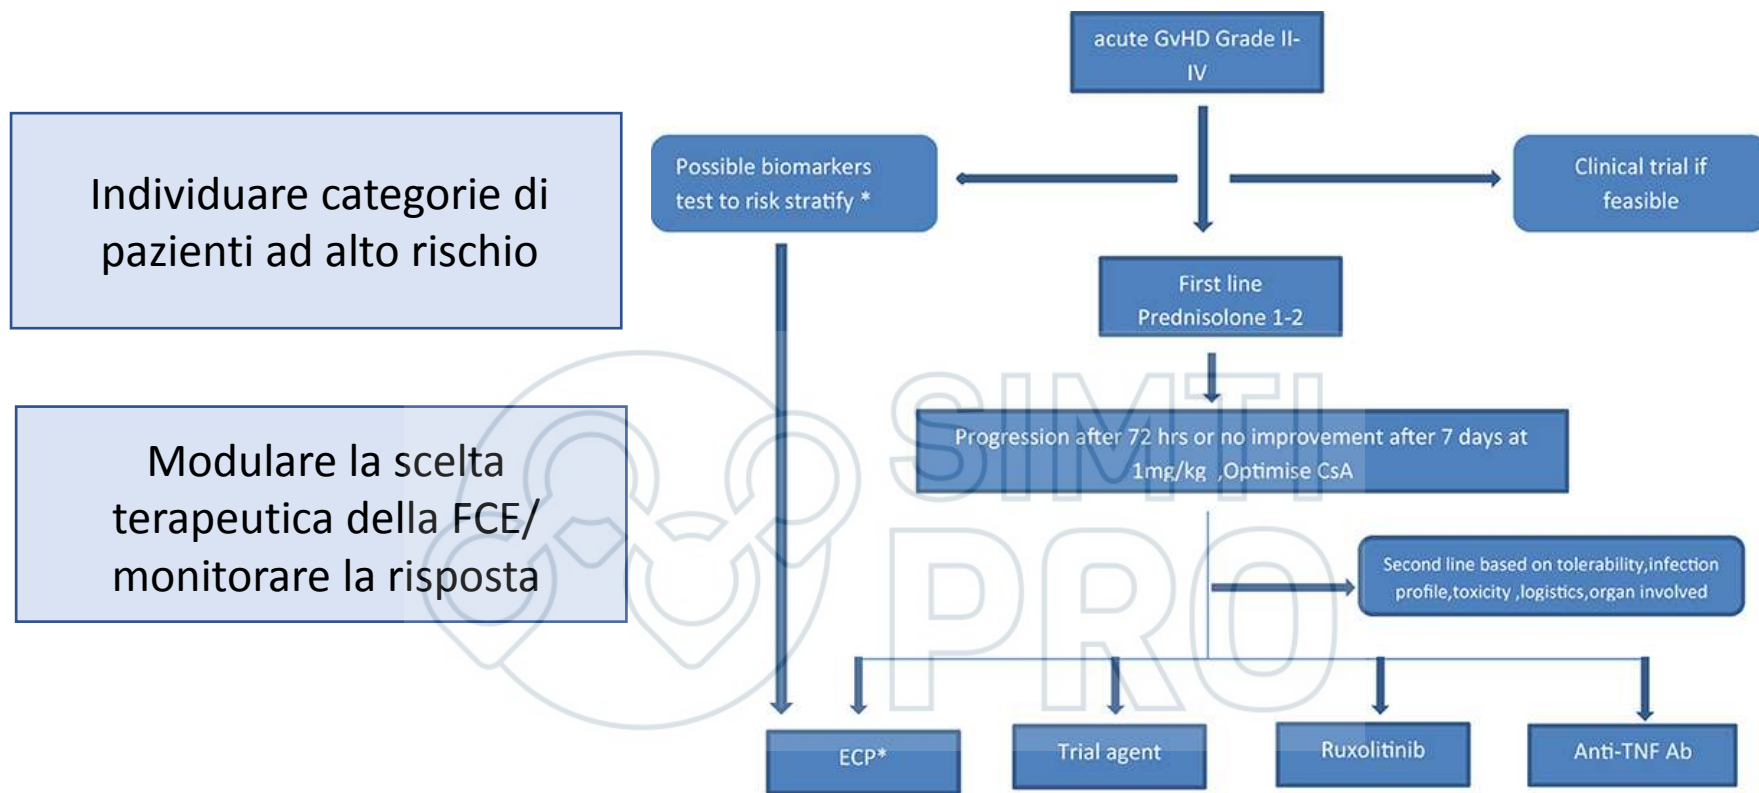 Individuare categorie di
pazienti ad alto rischio
Modulare la scelta
terapeutica della FCE/
monitorare la risposta
acute GvHD Grade II-
IV
Possible biomarkers
test to risk stratify *
Clinical trial if
feasible
First line
Prednisolone 1-2
Progression after 72 hrs or no improvement after 7 days at
1mg/kg ,Optimise CsA
Second line based on tolerability,infection
profile,toxicity ,logistics,organ involved
ECP*
Trial agent
Ruxolitinib
Anti-TNF Ab
SIMTI
PRO